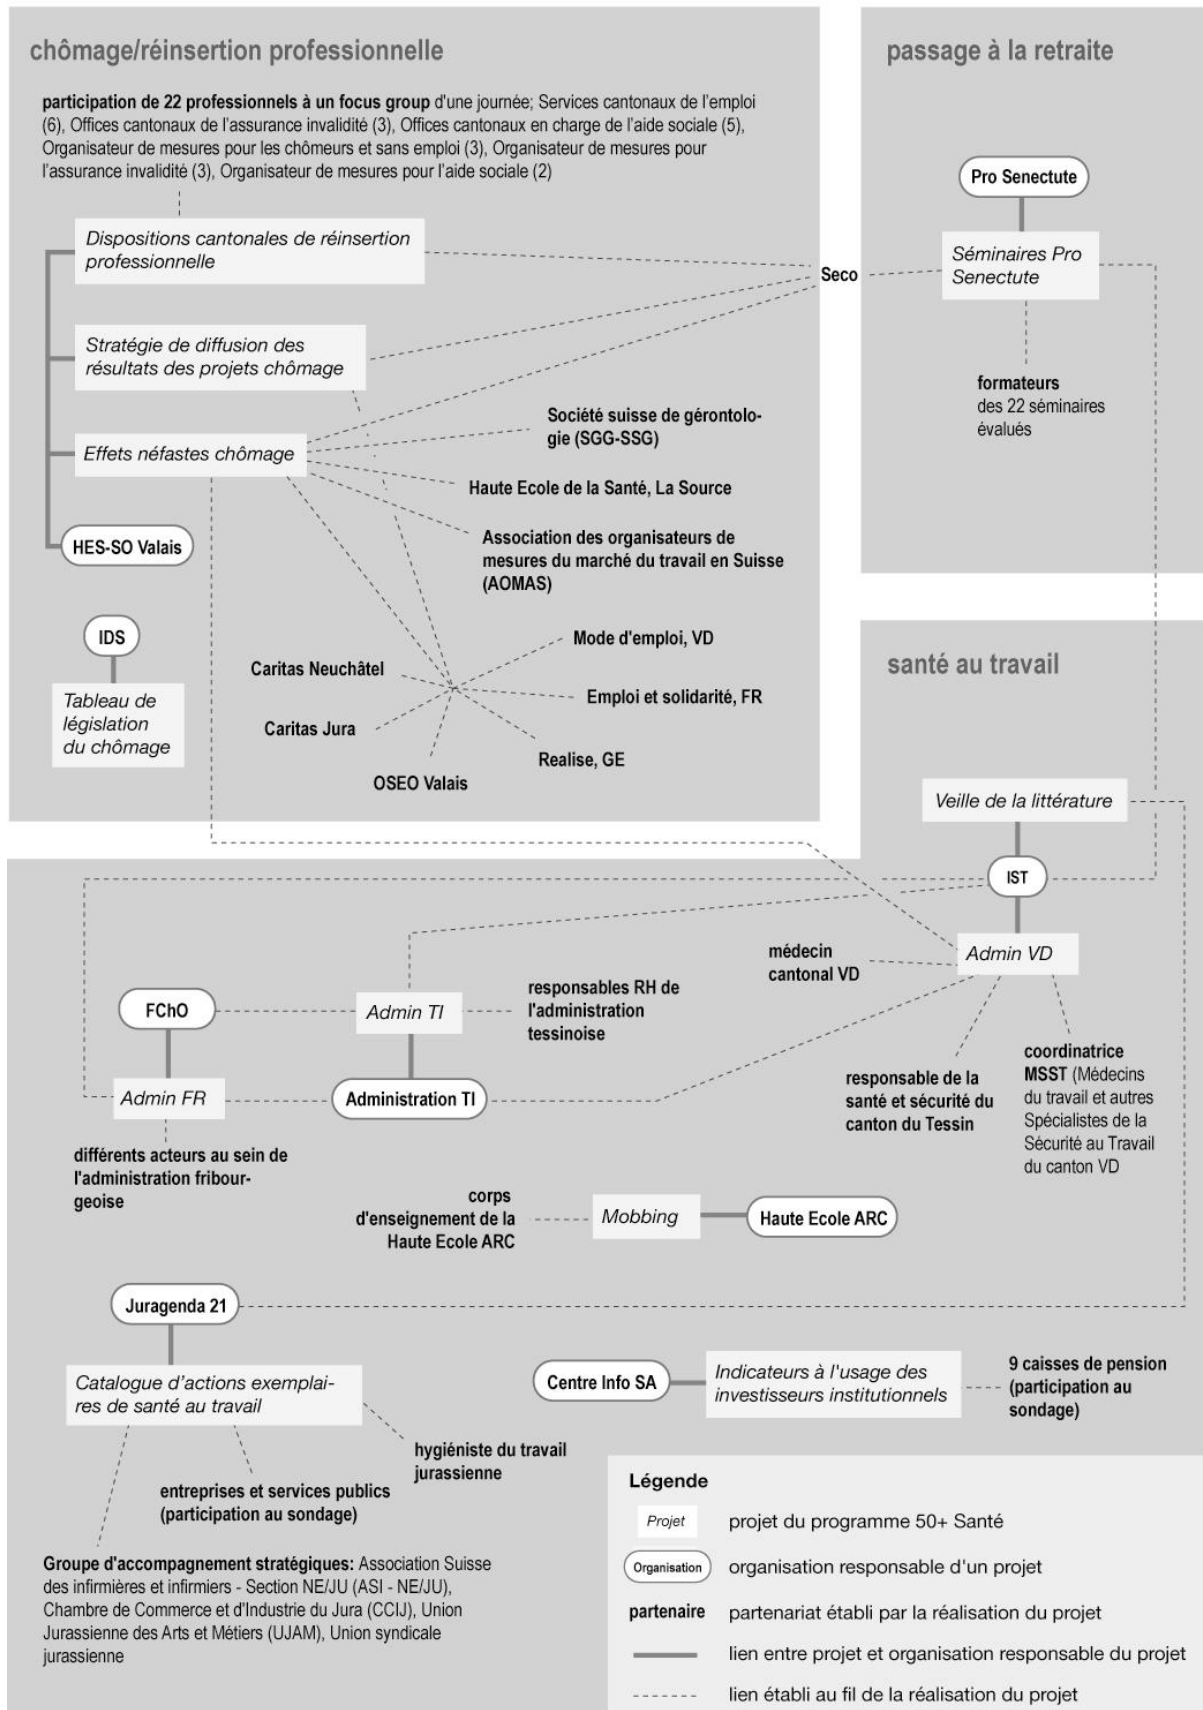 chômage/réinsertion professionnelle
participation de 22 professionnels à un focus group d'une journée; Services cantonaux de l'emploi
(6), Offices cantonaux de l'assurance invalidité (3), Offices cantonaux en charge de l'aide sociale (5),
Organisateur de mesures pour les chômeurs et sans emploi (3), Organisateur de mesures pour
l'assurance invalidité (3), Organisateur de mesures pour l'aide sociale (2)
Dispositions cantonales de réinsertion
professionnelle
Stratégie de diffusion des
résultats des projets chômage
Effets néfastes chômage
HES-SO Valais
IDS
Tableau de
législation
du chômage
Société suisse de gérontolo-
gie (SGG-SSG)
Haute Ecole de la Santé, La Source
Association des organisateurs de
mesures du marché du travail en Suisse
(AOMAS)
Mode d'emploi, VD
Caritas Neuchâtel
Emploi et solidarité, FR
Caritas Jura
Realise, GE
OSEO Valais
Seco
passage à la retraite
Pro Senectute
Séminaires Pro
Senectute
formateurs
des 22 séminaires
évalués
santé au travail
Veille de la littérature
IST
Admin VD
médecin
cantonal VD
responsable de la
santé et sécurité du
canton du Tessin
coordinatrice
MSST (Médecins
du travail et autres
Spécialistes de la
Sécurité au Travail
du canton VD
FChO
Admin TI
responsables RH de
l'administration
tessinoise
Admin FR
Administration TI
différents acteurs au sein de
l'administration fribour-
geoise
corps
d'enseignement de la
Haute Ecole ARC
Mobbing
Haute Ecole ARC
Juragenda 21
Catalogue d'actions exemplai-
res de santé au travail
hygiéniste du travail
jurassienne
entreprises et services publics
(participation au sondage)
Groupe d'accompagnement stratégiques: Association Suisse
des infirmières et infirmiers - Section NE/JU (ASI - NE/JU),
Chambre de Commerce et d'Industrie du Jura (CCIJ), Union
Jurassienne des Arts et Métiers (UJAM), Union syndicale
jurassienne
Centre Info SA
Indicateurs à l'usage des
investisseurs institutionnels
9 caisses de pension
(participation au
sondage)
Légende
Projet projet du programme 50+ Santé
Organisation organisation responsable d'un projet
partenaire partenariat établi par la réalisation du projet
lien entre projet et organisation responsable du projet
lien établi au fil de la réalisation du projet